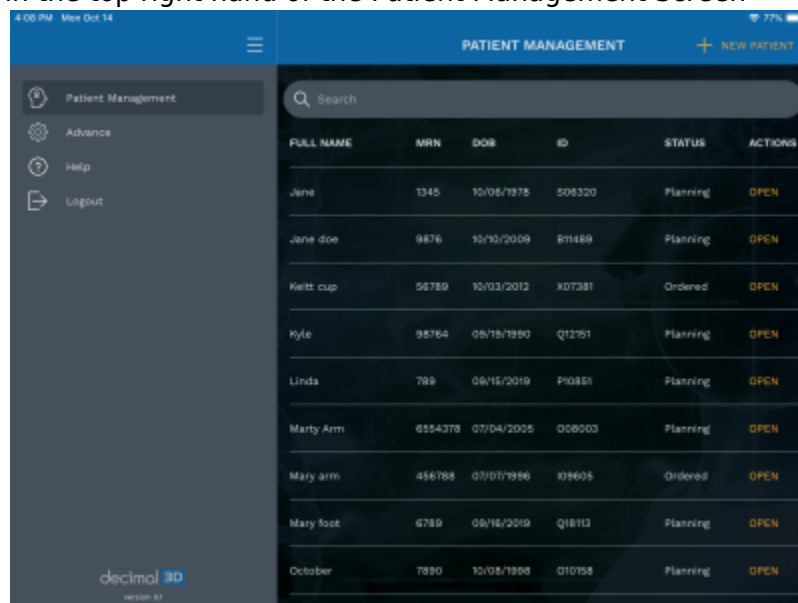 in the top right hand of the Patient Management Screen
4:08 PM Mon Oct 14 77%
PATIENT MANAGEMENT + NEW PATIENT
Patient Management
Advance
Help
Logout
Search
FULL NAME MRN DOB ID STATUS ACTIONS
Jane 1345 10/06/1978 S06320 Planning OPEN
Jane doe 9876 10/10/2009 B11489 Planning OPEN
Keitt cup 56789 10/03/2012 X07381 Ordered OPEN
Kyle 98764 09/19/1990 Q12151 Planning OPEN
Linda 789 09/15/2019 P10851 Planning OPEN
Marty Arm 6554378 07/04/2005 O08003 Planning OPEN
Mary arm 456788 07/07/1996 I09605 Ordered OPEN
Mary foot 6789 09/16/2019 Q18113 Planning OPEN
October 7890 10/08/1998 O10158 Planning OPEN
decimal 3D